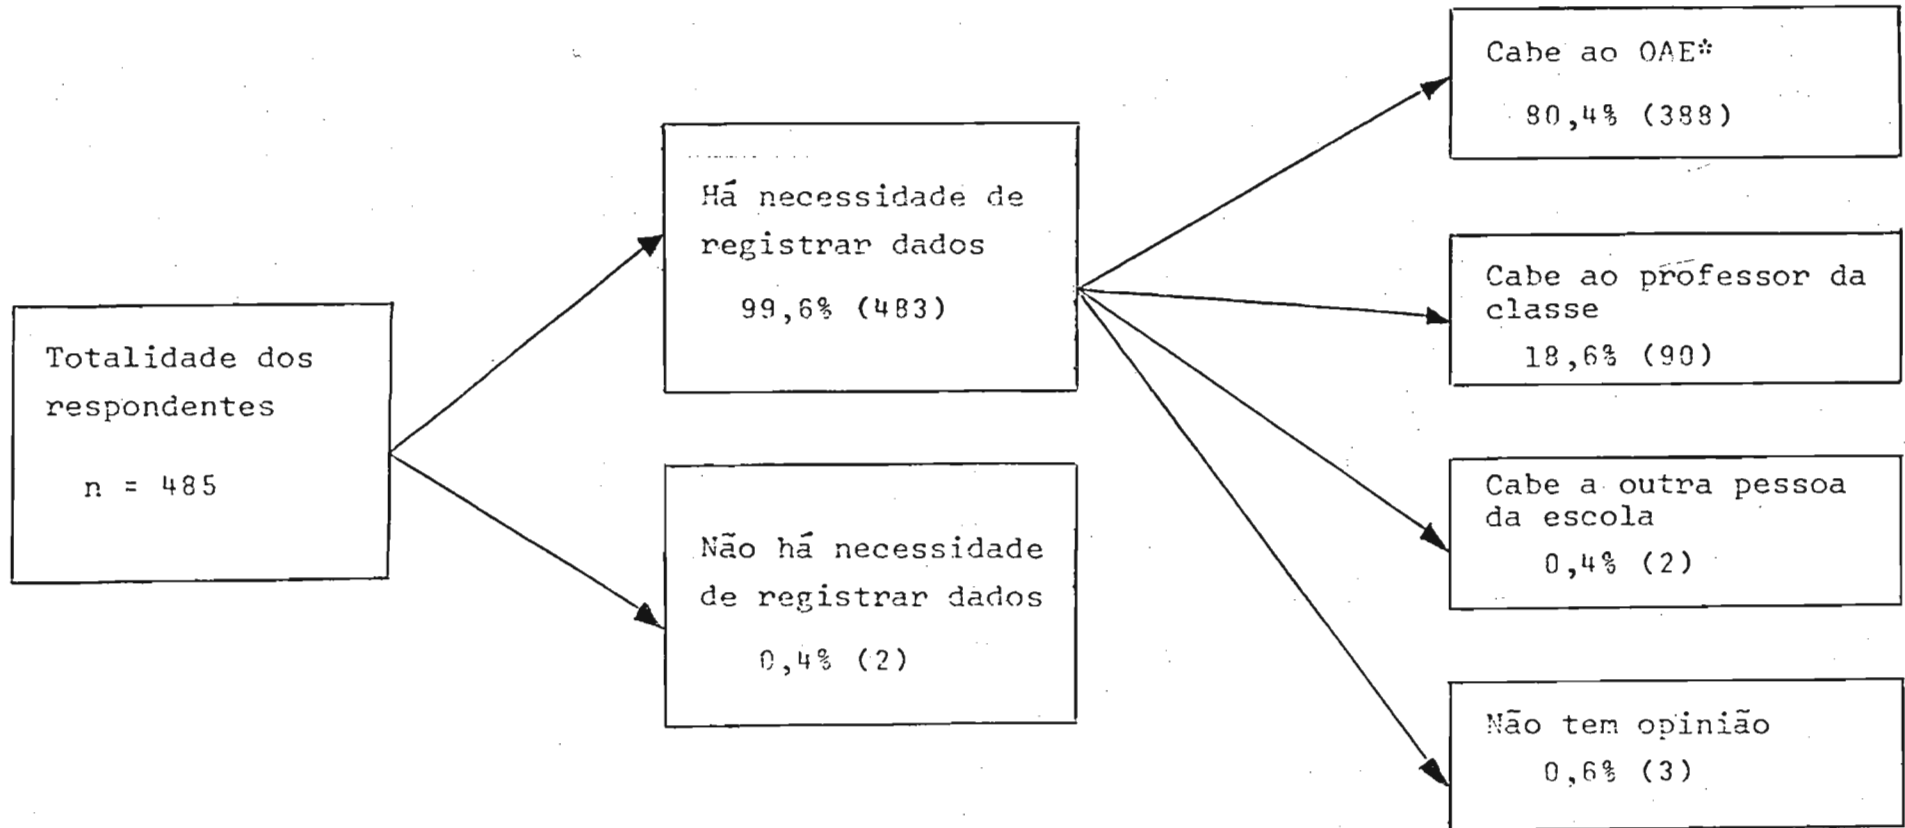 Totalidade dos
respondentes
n = 485
Há necessidade de
registrar dados
99,6% (483)
Não há necessidade
de registrar dados
0,4% (2)
Cabe ao OAE*
80,4% (388)
Cabe ao professor da
classe
18,6% (90)
Cabe a outra pessoa
da escola
0,4% (2)
Não tem opinião
0,6% (3)